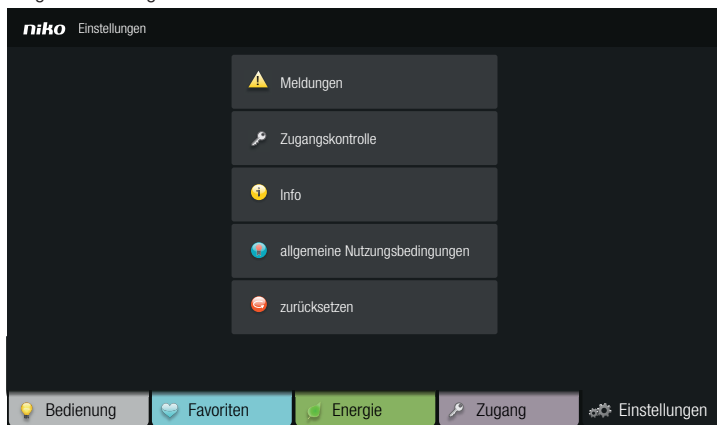 niko Einstellungen
Meldungen
Zugangskontrolle
Info
allgemeine Nutzungsbedingungen
zurücksetzen
Bedienung
Favoriten
Energie
Zugang
Einstellungen